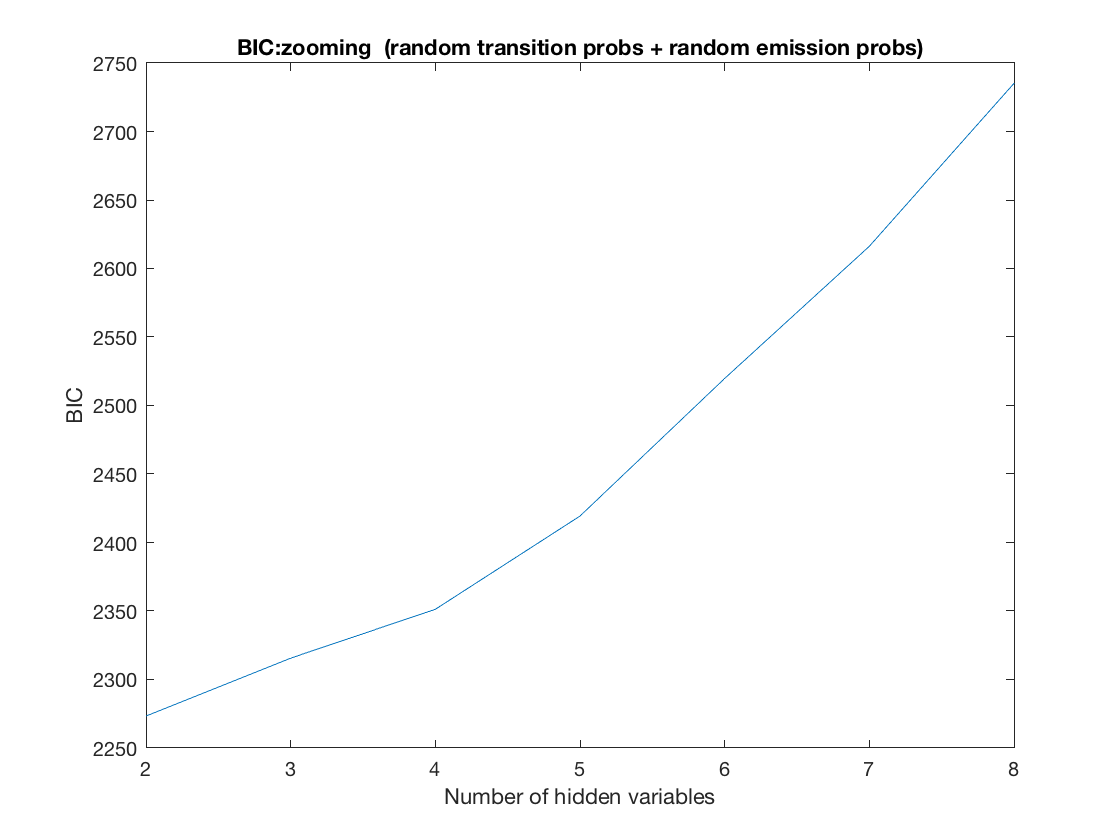 BIC:zooming  (random transition probs + random emission probs)
2750
2700
2650
2600
2550
2500
2450
2400
2350
2300
2250
BIC
2 3 4 5 6 7 8
Number of hidden variables